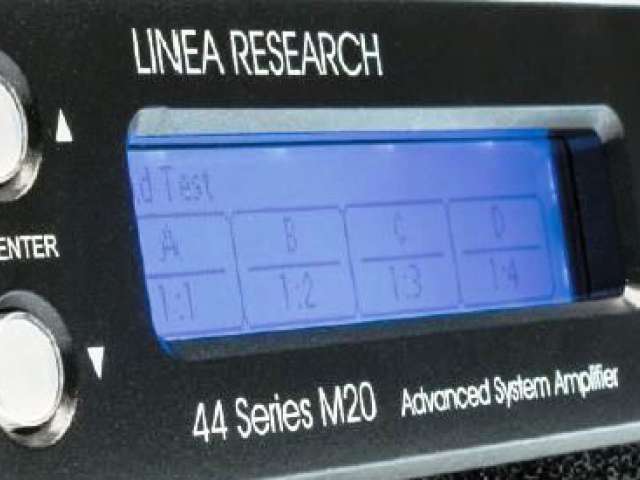 LINEA RESEARCH
d Test
A B C D
1:1 1:2 1:3 1:4
ENTER
44 Series M20 Advanced System Amplifier